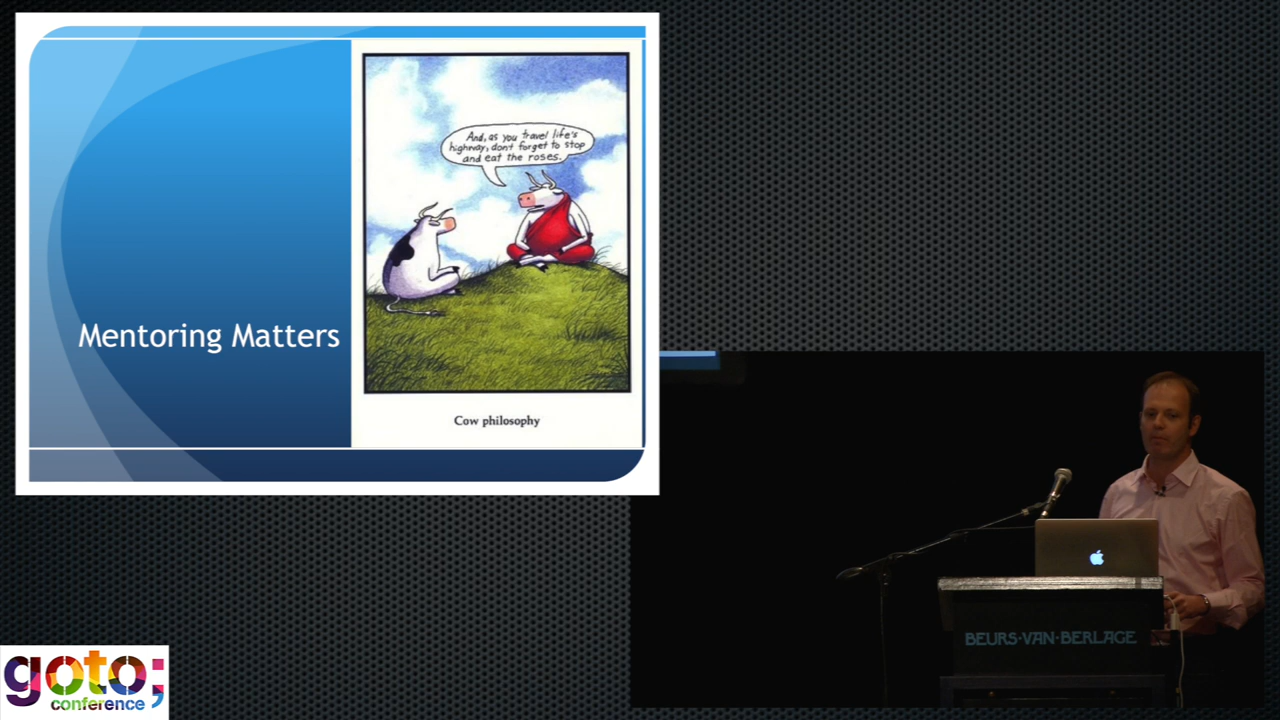 And, as you travel life's
highway, don't forget to stop
and eat the roses.
Mentoring Matters
Cow philosophy
BEURS·VAN·BERLAGE
goto;
conference